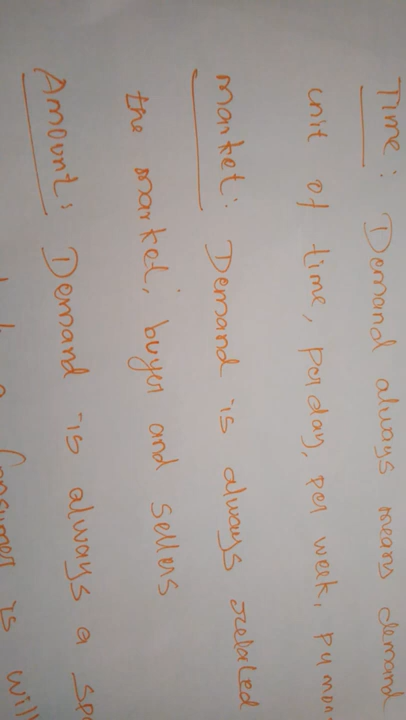 Time: Demand always means demand
unit of time, per day, per week, per mon
market: Demand is always related
the market, buyer and sellers
Amount: Demand is always a spe
a Consumer is will